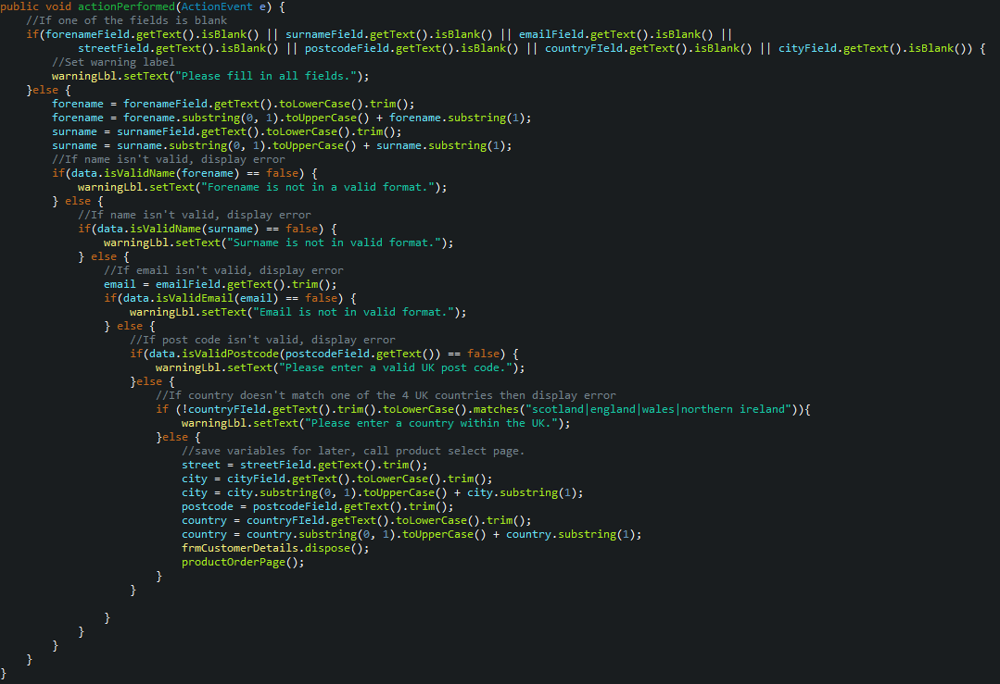 public void actionPerformed(ActionEvent e) {
//If one of the fields is blank
if(forenameField.getText().isBlank() || surnameField.getText().isBlank() || emailField.getText().isBlank() ||
streetField.getText().isBlank() || postcodeField.getText().isBlank() || countryFIeld.getText().isBlank() || cityField.getText().isBlank()) {
//Set warning label
warningLbl.setText("Please fill in all fields.");
}else {
forename = forenameField.getText().toLowerCase().trim();
forename = forename.substring(0, 1).toUpperCase() + forename.substring(1);
surname = surnameField.getText().toLowerCase().trim();
surname = surname.substring(0, 1).toUpperCase() + surname.substring(1);
//If name isn't valid, display error
if(data.isValidName(forename) == false) {
warningLbl.setText("Forename is not in a valid format.");
} else {
//If name isn't valid, display error
if(data.isValidName(surname) == false) {
warningLbl.setText("Surname is not in valid format.");
} else {
//If email isn't valid, display error
email = emailField.getText().trim();
if(data.isValidEmail(email) == false) {
warningLbl.setText("Email is not in valid format.");
} else {
//If post code isn't valid, display error
if(data.isValidPostcode(postcodeField.getText()) == false) {
warningLbl.setText("Please enter a valid UK post code.");
}else {
//If country doesn't match one of the 4 UK countries then display error
if (!countryFIeld.getText().trim().toLowerCase().matches("scotland|england|wales|northern ireland")){
warningLbl.setText("Please enter a country within the UK.");
}else {
//save variables for later, call product select page.
street = streetField.getText().trim();
city = cityField.getText().toLowerCase().trim();
city = city.substring(0, 1).toUpperCase() + city.substring(1);
postcode = postcodeField.getText().trim();
country = countryFIeld.getText().toLowerCase().trim();
country = country.substring(0, 1).toUpperCase() + country.substring(1);
frmCustomerDetails.dispose();
productOrderPage();
}
}
}
}
}
}
}